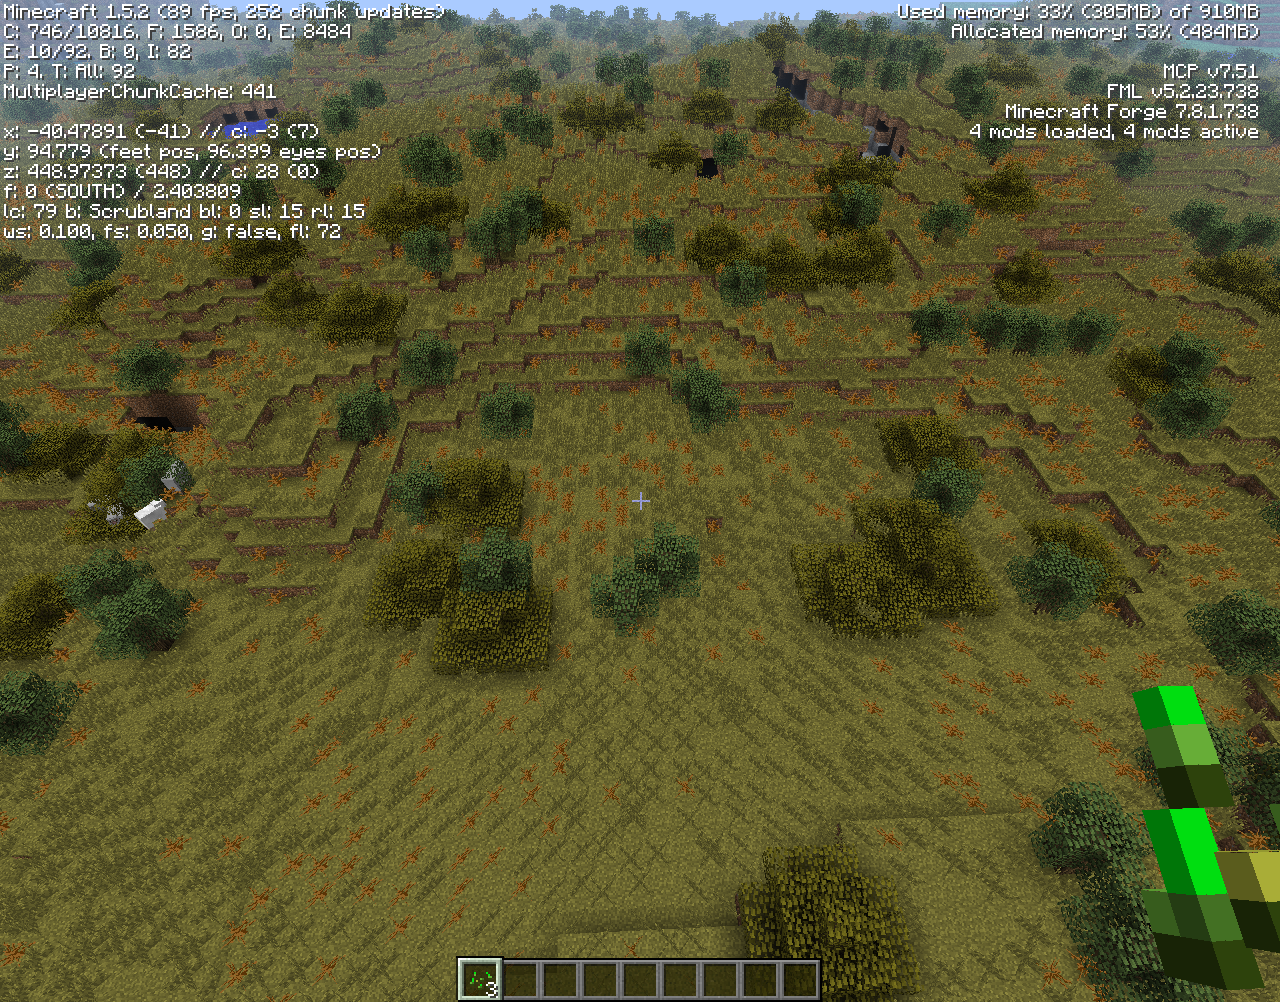 Minecraft 1.5.2 (89 fps, 252 chunk updates)
C: 746/10816. F: 1586, O: 0, E: 8484
E: 10/92. B: 0, I: 82
P: 4. T: All: 92
MultiplayerChunkCache: 441
x: -40.47891 (-41) // c: -3 (7)
y: 94.779 (feet pos, 96.399 eyes pos)
z: 448.97373 (448) // c: 28 (0)
f: 0 (SOUTH) / 2.403809
lc: 79 b: Scrubland bl: 0 sl: 15 rl: 15
ws: 0.100, fs: 0.050, g: false, fl: 72
Used memory: 33% (305MB) of 910MB
Allocated memory: 53% (484MB)
MCP v7.51
FML v5.2.23.738
Minecraft Forge 7.8.1.738
4 mods loaded, 4 mods active
3